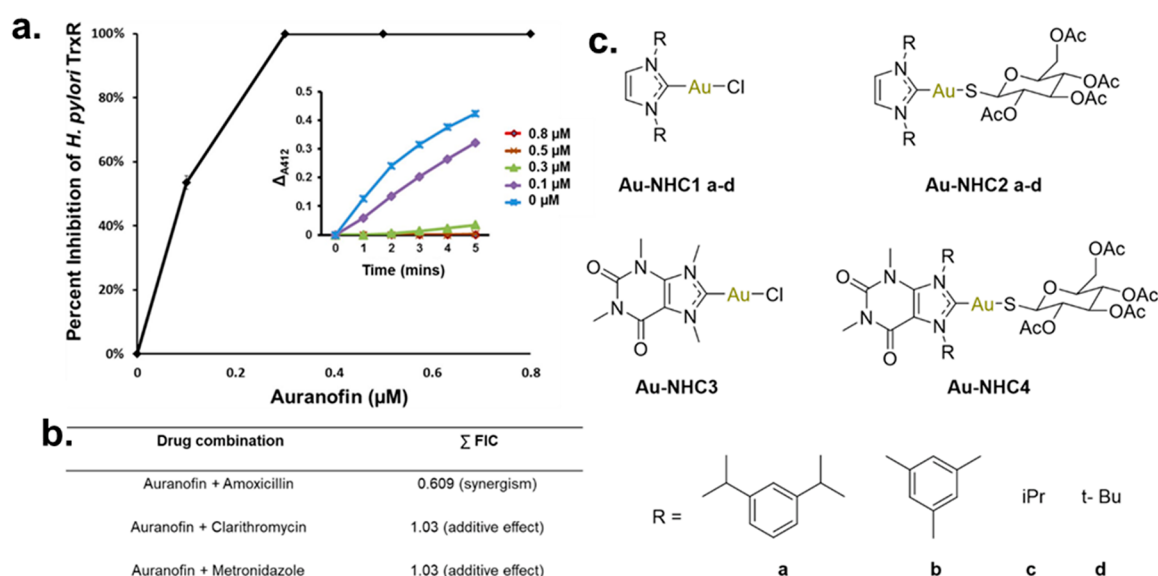 a.
Percent Inhibition of H. pylori TrxR
100%
80%
60%
40%
20%
0%
0
0.2
0.4
0.6
0.8
Auranofin (µM)
ΔA412
0.5
0.4
0.3
0.2
0.1
0
0 1 2 3 4 5
Time (mins)
0.8 µM
0.5 µM
0.3 µM
0.1 µM
0 µM
b.
Drug combination ∑ FIC
Auranofin + Amoxicillin 0.609 (synergism)
Auranofin + Clarithromycin 1.03 (additive effect)
Auranofin + Metronidazole 1.03 (additive effect)
c.
R
N
Au Cl
N
R
Au-NHC1 a-d
R
N
Au S
N
R
OAc
O
OAc
OAc
AcO
Au-NHC2 a-d
O
N
N
N
N
O
Au Cl
Au-NHC3
O
N
N
N
N
O
R
R
Au S
OAc
O
OAc
OAc
AcO
Au-NHC4
R =
iPr
t- Bu
a
b
c
d